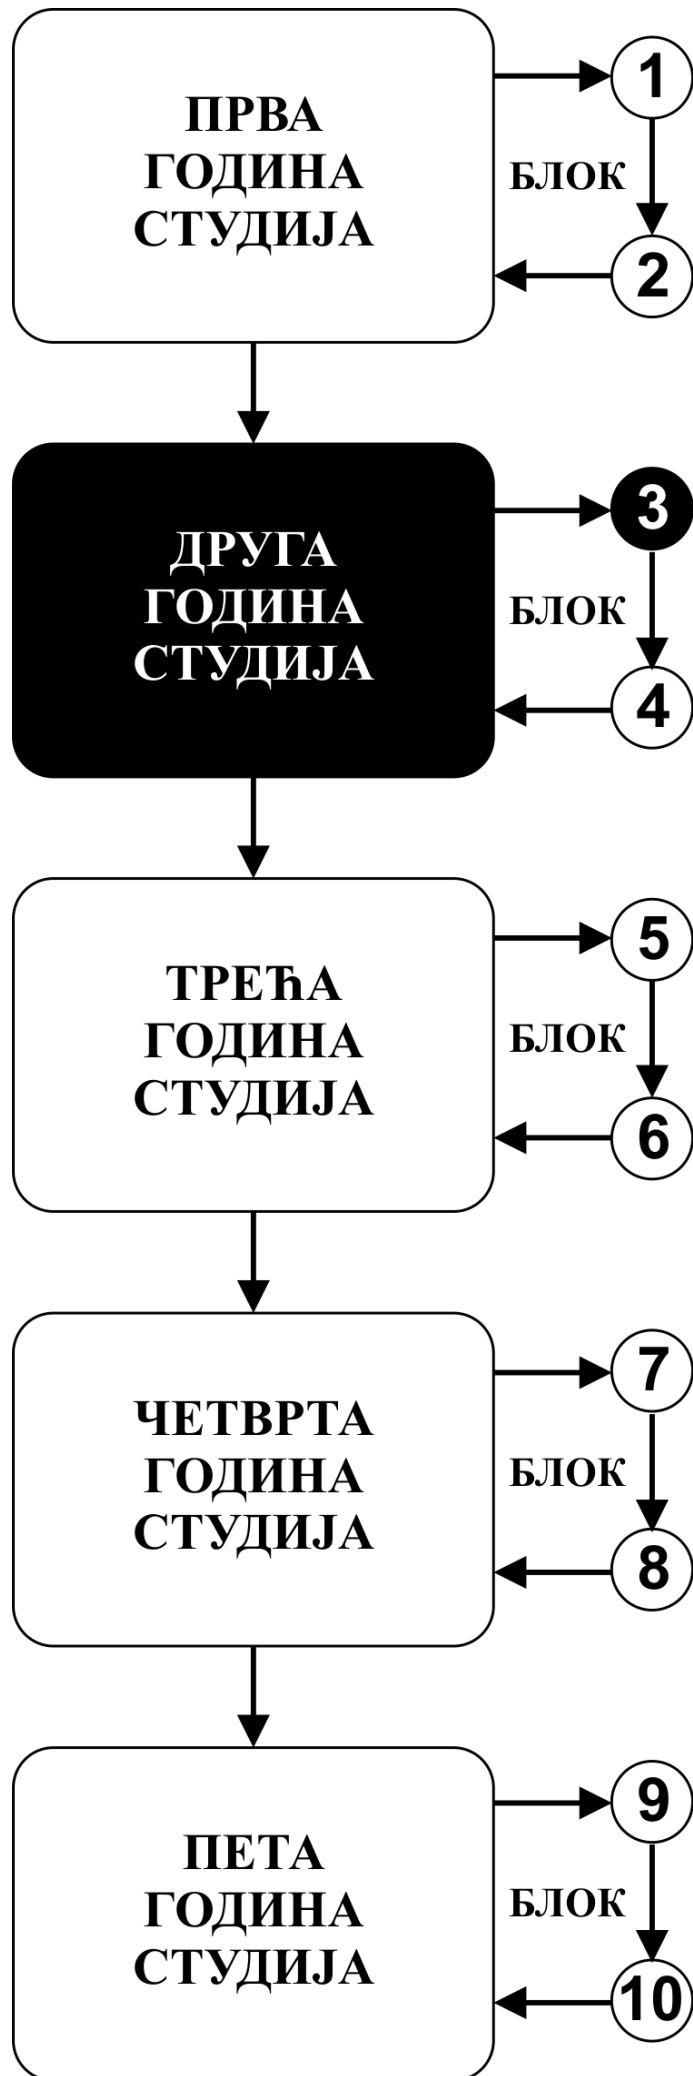 ПРВА
ГОДИНА
СТУДИЈА
1
БЛОК
2
ДРУГА
ГОДИНА
СТУДИЈА
3
БЛОК
4
ТРЕЋА
ГОДИНА
СТУДИЈА
5
БЛОК
6
ЧЕТВРТА
ГОДИНА
СТУДИЈА
7
БЛОК
8
ПЕТА
ГОДИНА
СТУДИЈА
9
БЛОК
10